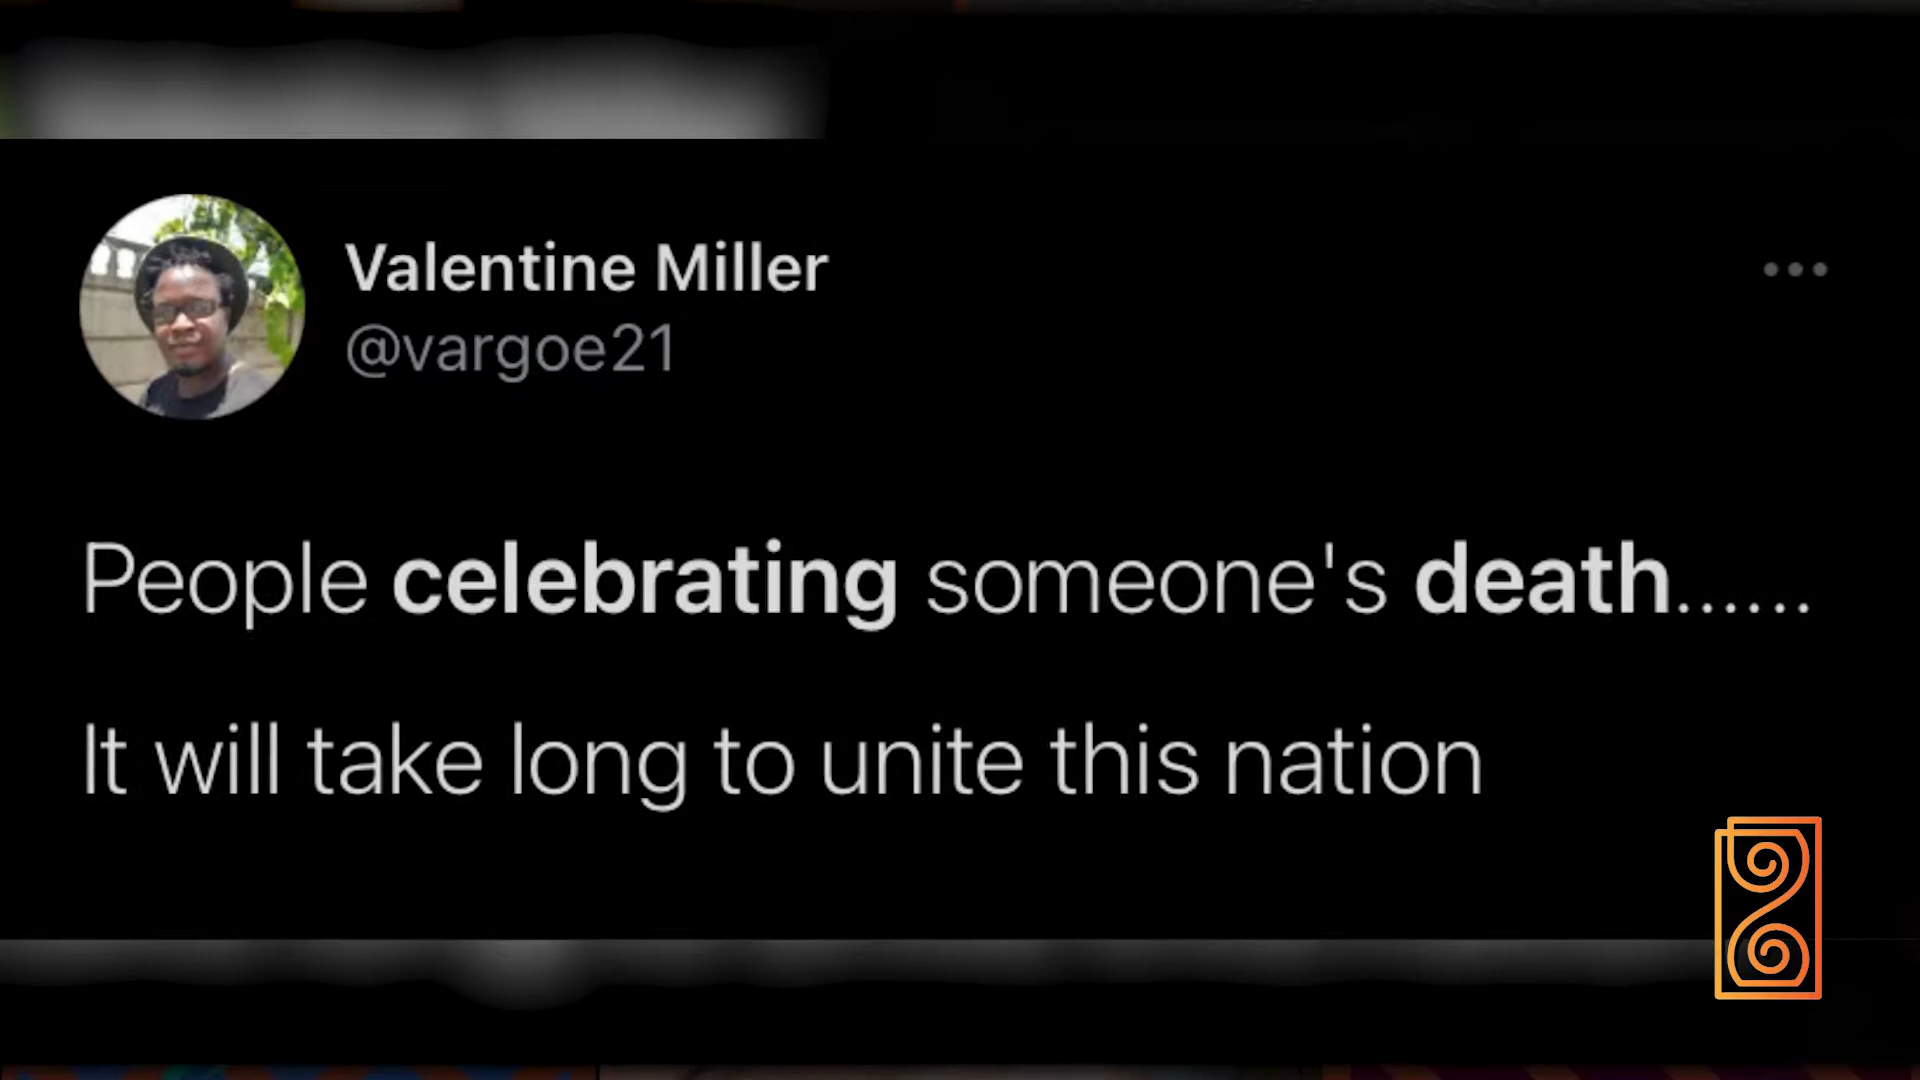 Valentine Miller
@vargoe21
People celebrating someone's death......
It will take long to unite this nation